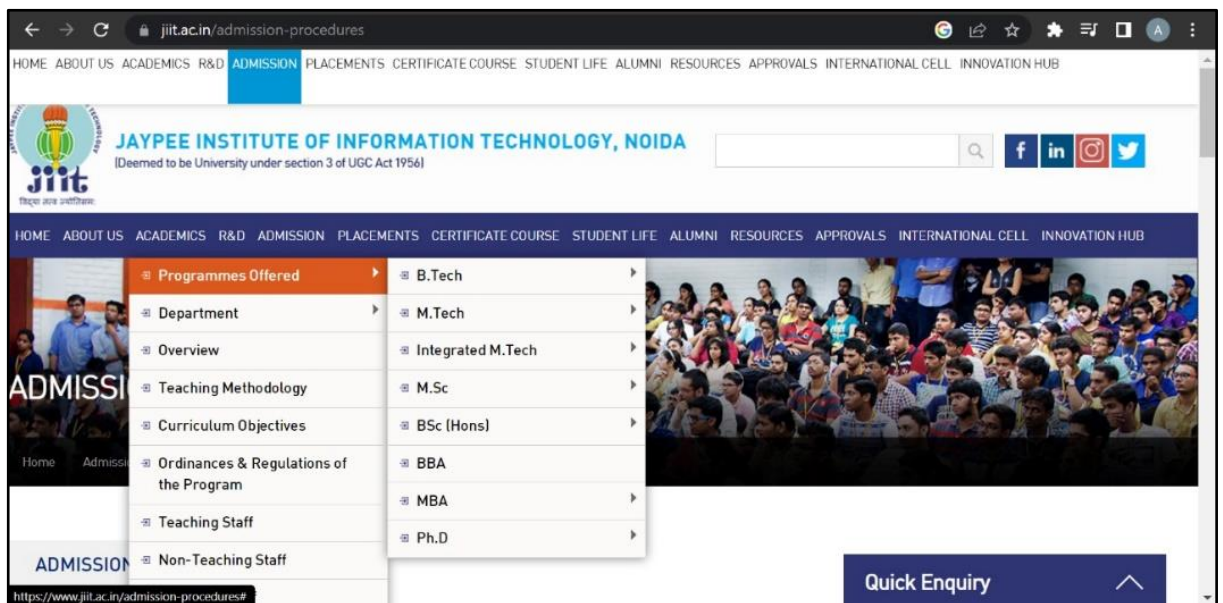 jiit.ac.in/admission-procedures
A
HOME ABOUT US ACADEMICS R&D ADMISSION PLACEMENTS CERTIFICATE COURSE STUDENT LIFE ALUMNI RESOURCES APPROVALS INTERNATIONAL CELL INNOVATION HUB
JAYPEE INSTITUTE OF INFORMATION TECHNOLOGY, NOIDA
(Deemed to be University under section 3 of UGC Act 1956)
jiit
f in
HOME ABOUT US ACADEMICS R&D ADMISSION PLACEMENTS CERTIFICATE COURSE STUDENT LIFE ALUMNI RESOURCES APPROVALS INTERNATIONAL CELL INNOVATION HUB
Programmes Offered
Department
Overview
Teaching Methodology
Curriculum Objectives
Ordinances & Regulations of
the Program
Teaching Staff
Non-Teaching Staff
B.Tech
M.Tech
Integrated M.Tech
M.Sc
BSc (Hons)
BBA
MBA
Ph.D
ADMISSI
Home Admissi
ADMISSION
Quick Enquiry
https://www.jiit.ac.in/admission-procedures#